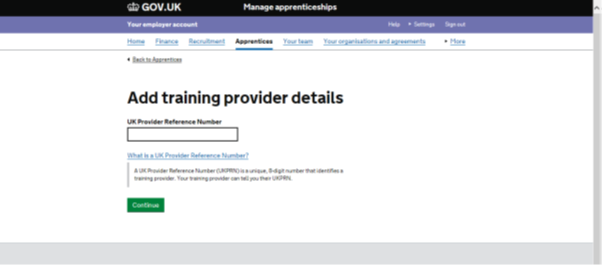 GOV.UK Manage apprenticeships
Your employer account Help Settings Sign out
Home Finance Recruitment Apprentices Your team Your organisations and agreements More
Back to Apprentices
Add training provider details
UK Provider Reference Number
What is a UK Provider Reference Number?
A UK Provider Reference Number (UKPRN) is a unique, 8-digit number that identifies a
training provider. Your training provider can tell you their UKPRN.
Continue